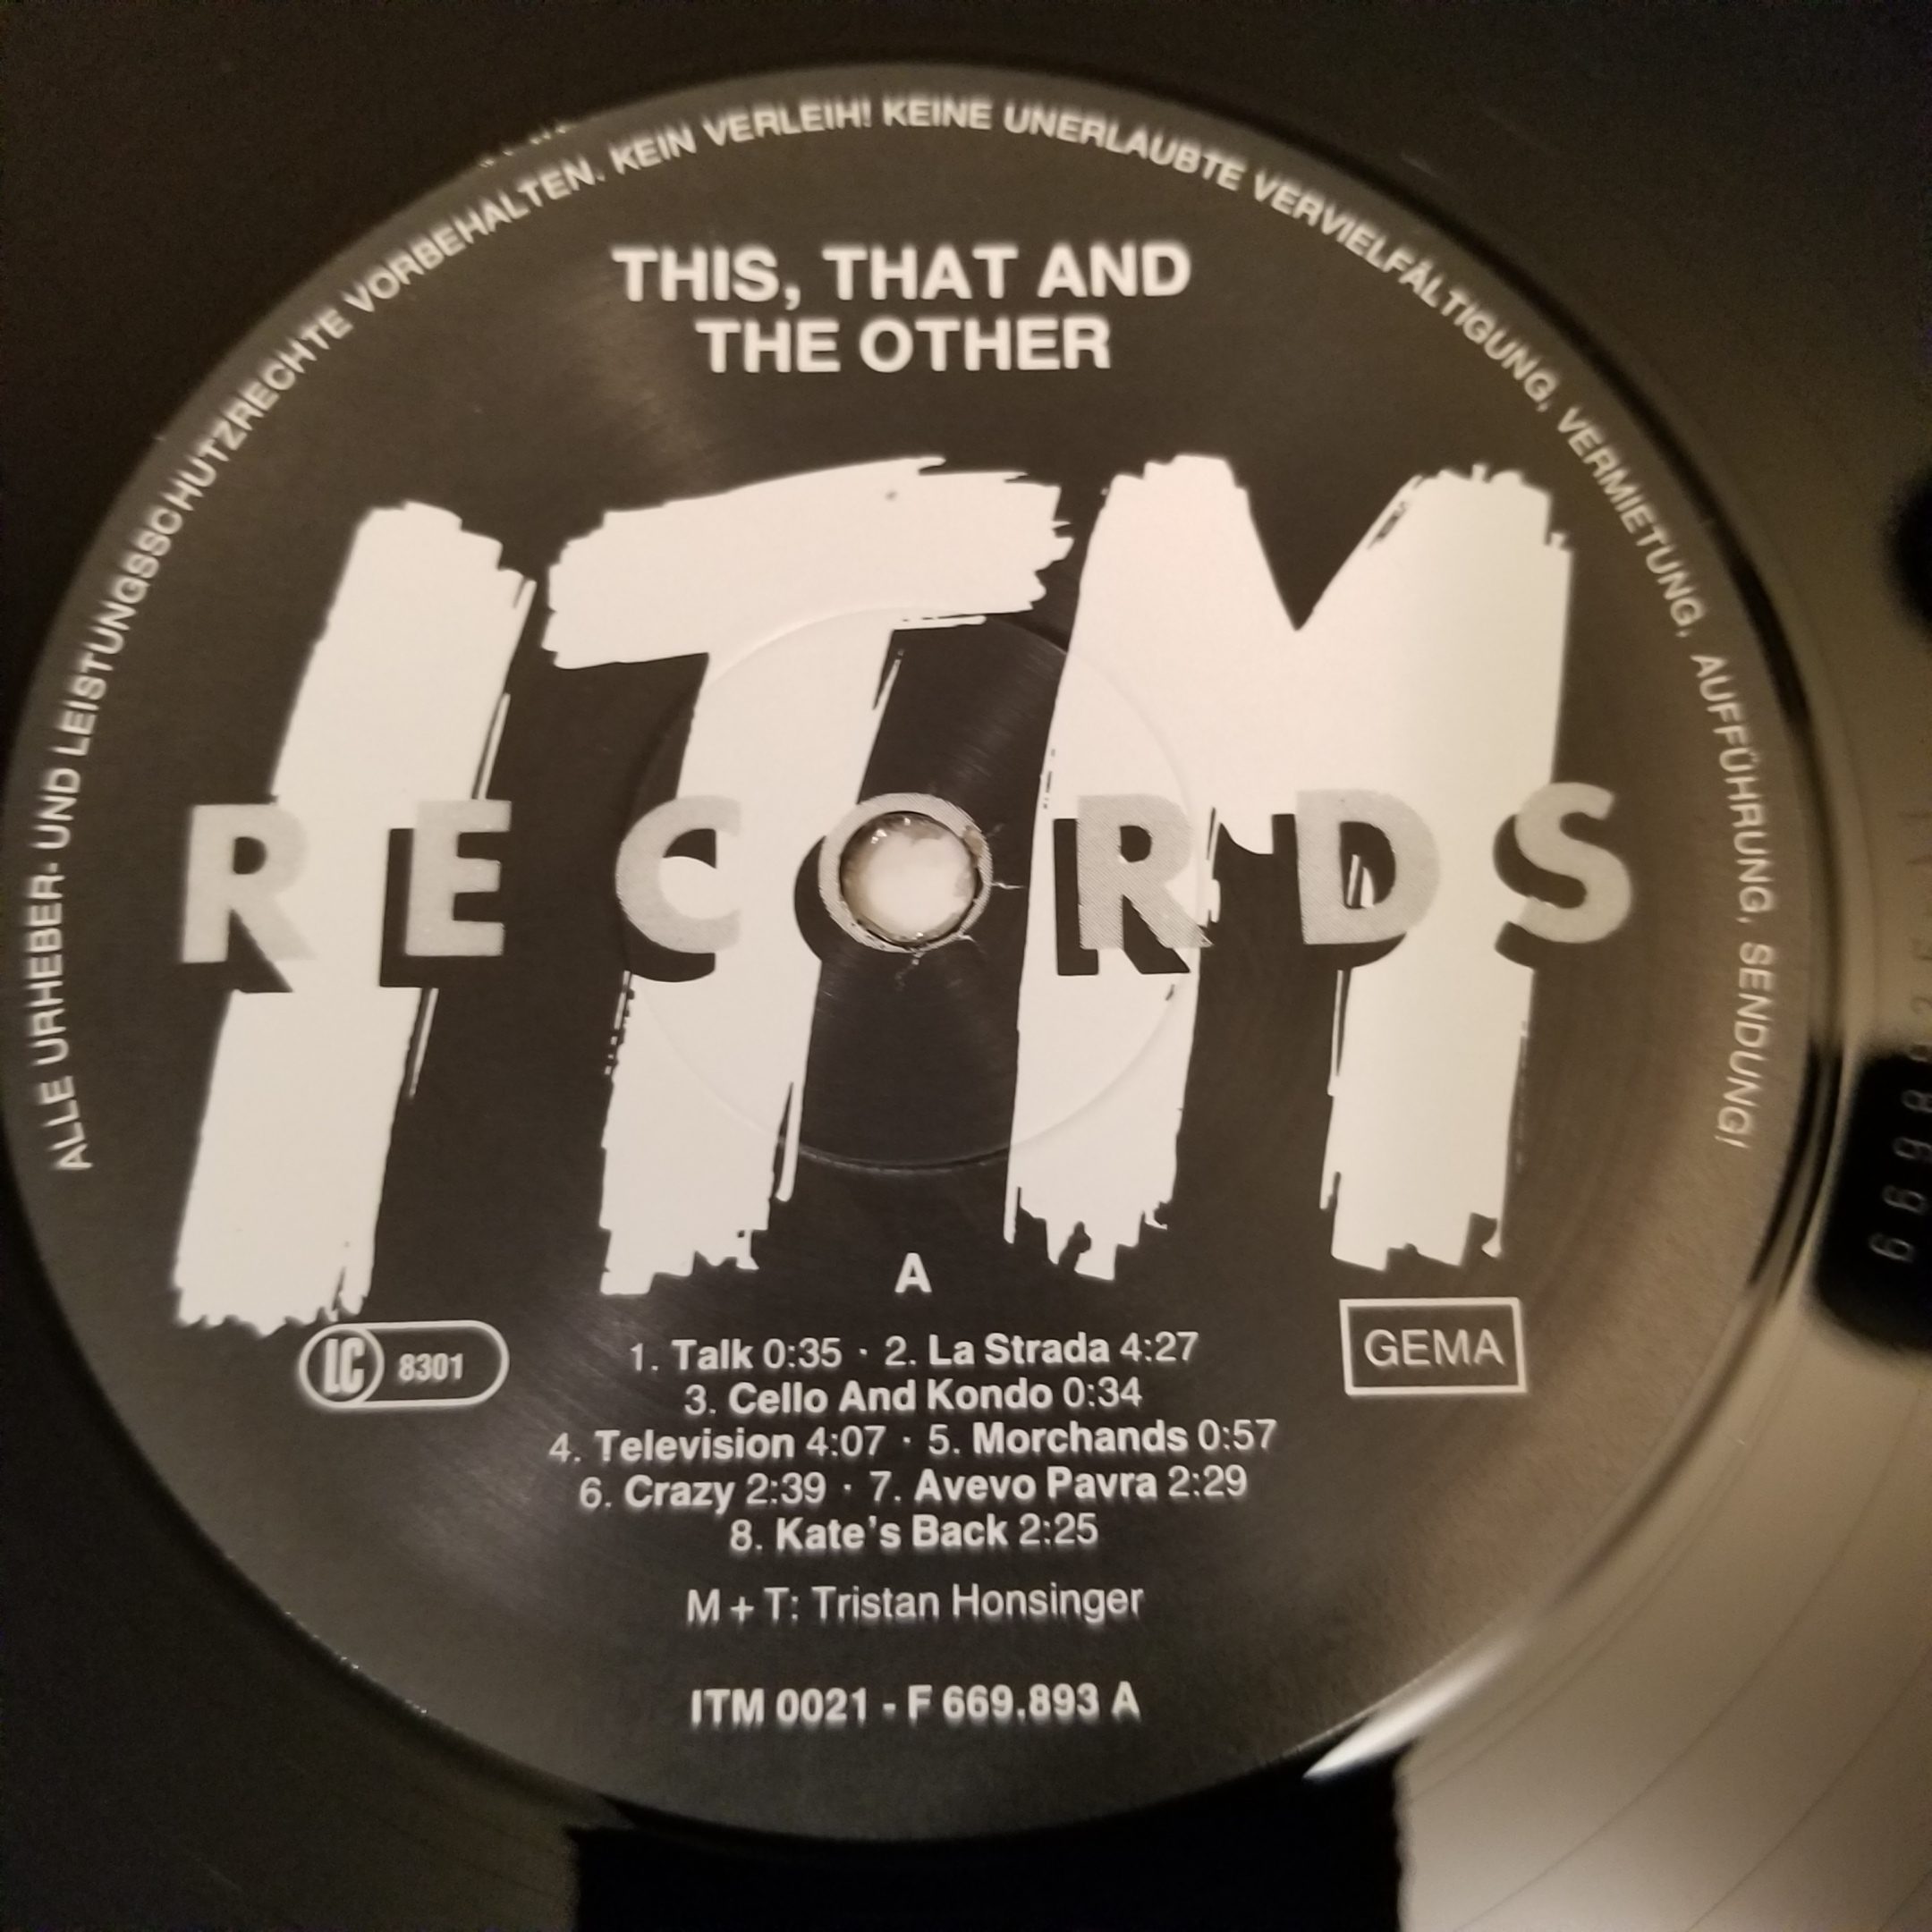 ALLE URHEBER- UND LEISTUNGSSCHUTZRECHTE VORBEHALTEN. KEIN VERLEIH! KEINE UNERLAUBTE VERVIELFÄLTIGUNG, VERMIETUNG, AUFFÜHRUNG, SENDUNG!
THIS, THAT AND
THE OTHER
ITM
RECORDS
A
LC 8301
GEMA
1. Talk 0:35 · 2. La Strada 4:27
3. Cello And Kondo 0:34
4. Television 4:07 · 5. Morchands 0:57
6. Crazy 2:39 · 7. Avevo Pavra 2:29
8. Kate's Back 2:25
M + T: Tristan Honsinger
ITM 0021 - F 669.893 A